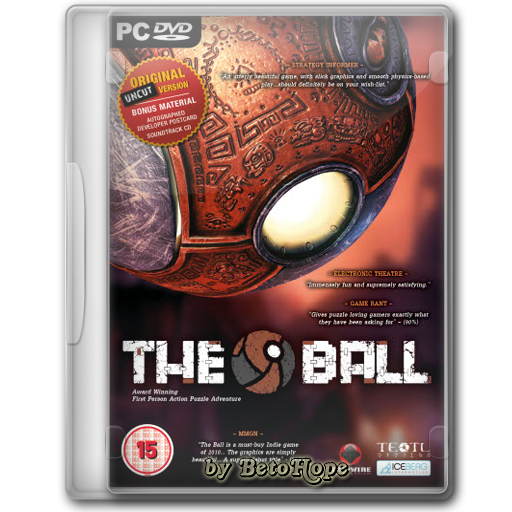 PC DVD
ORIGINAL
UNCUT VERSION
BONUS MATERIAL
AUTOGRAPHED
DEVELOPER POSTCARD
SOUNDTRACK CD
~ STRATEGY INFORMER ~
"An utterly beautiful game, with slick graphics and smooth physics-based
play...should definitely be on your wish-list."
~ ELECTRONIC THEATRE ~
"Immensely fun and supremely satisfying."
~ GAME RANT ~
"Gives puzzle loving gamers exactly what
they have been asking for" ~ (90%)
THE BALL
Award Winning
First Person Action Puzzle Adventure
15
~ MMGN ~
"The Ball is a must-buy Indie game
of 2010... The graphics are simply
TEOTL
STUDIOS
ICEBERG
INTERACTIVE
by BetoHope